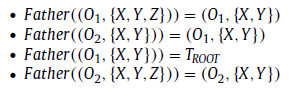 • Father((O₁, {X, Y, Z})) = (O₁, {X, Y})
• Father((O₂, {X, Y})) = (O₁, {X, Y})
• Father((O₁, {X, Y})) = T_ROOT
• Father((O₂, {X, Y, Z})) = (O₂, {X, Y})